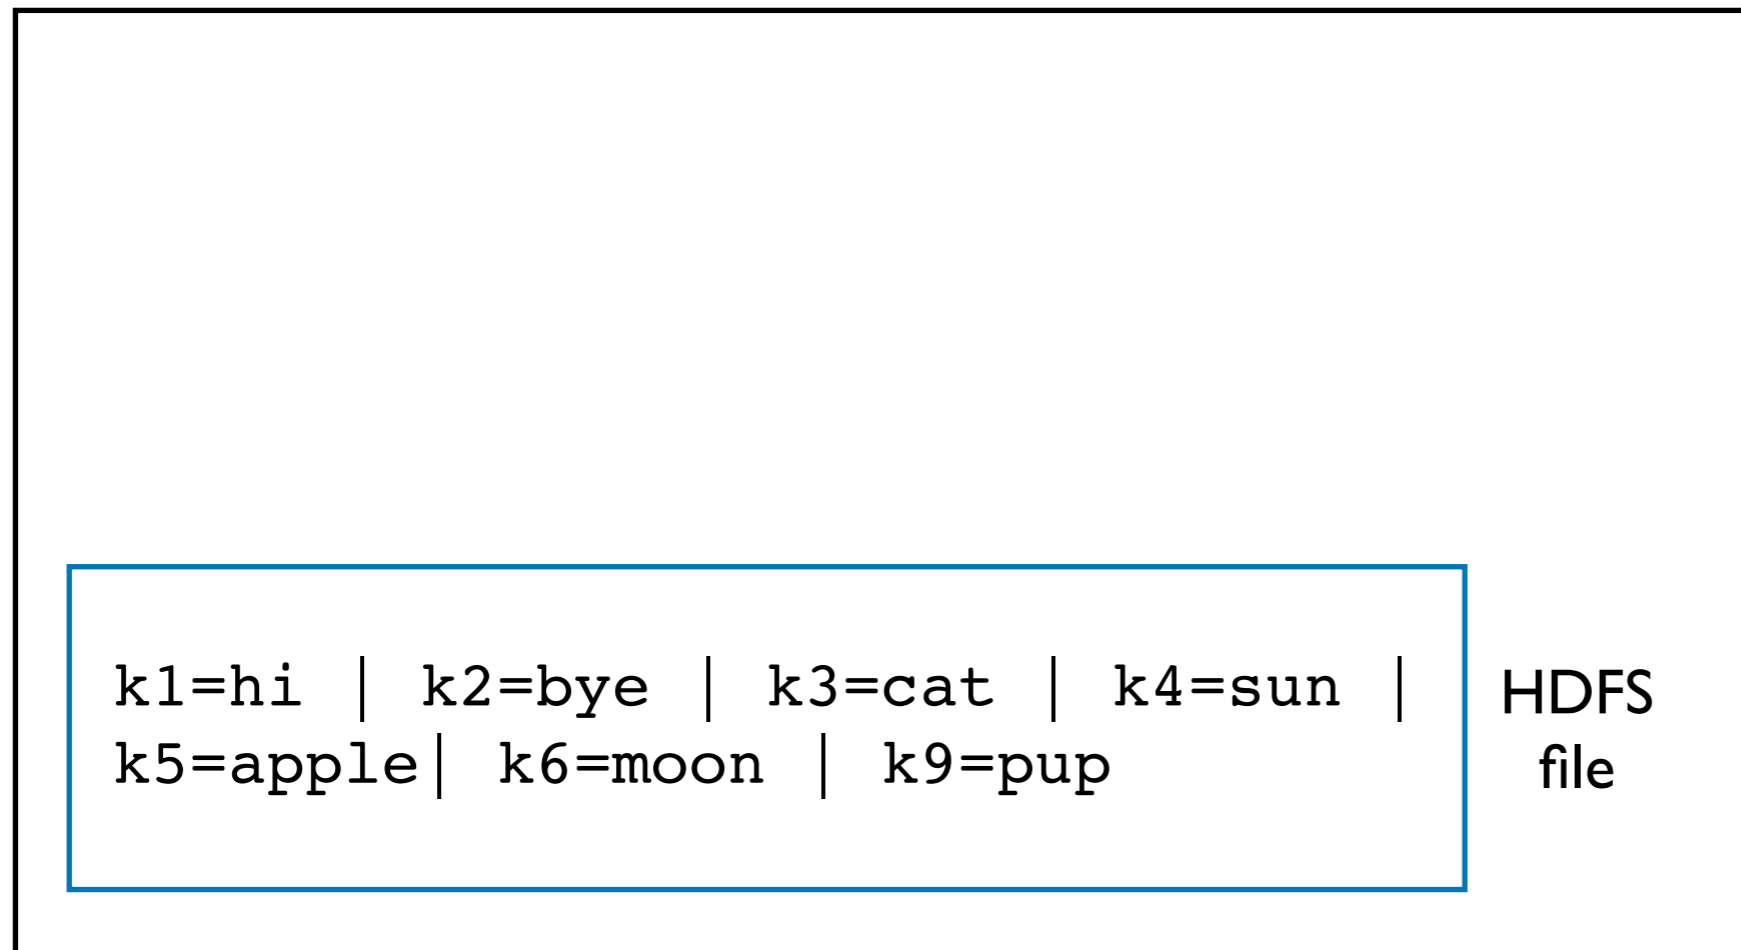 k1=hi | k2=bye | k3=cat | k4=sun |
k5=apple| k6=moon | k9=pup
HDFS
file